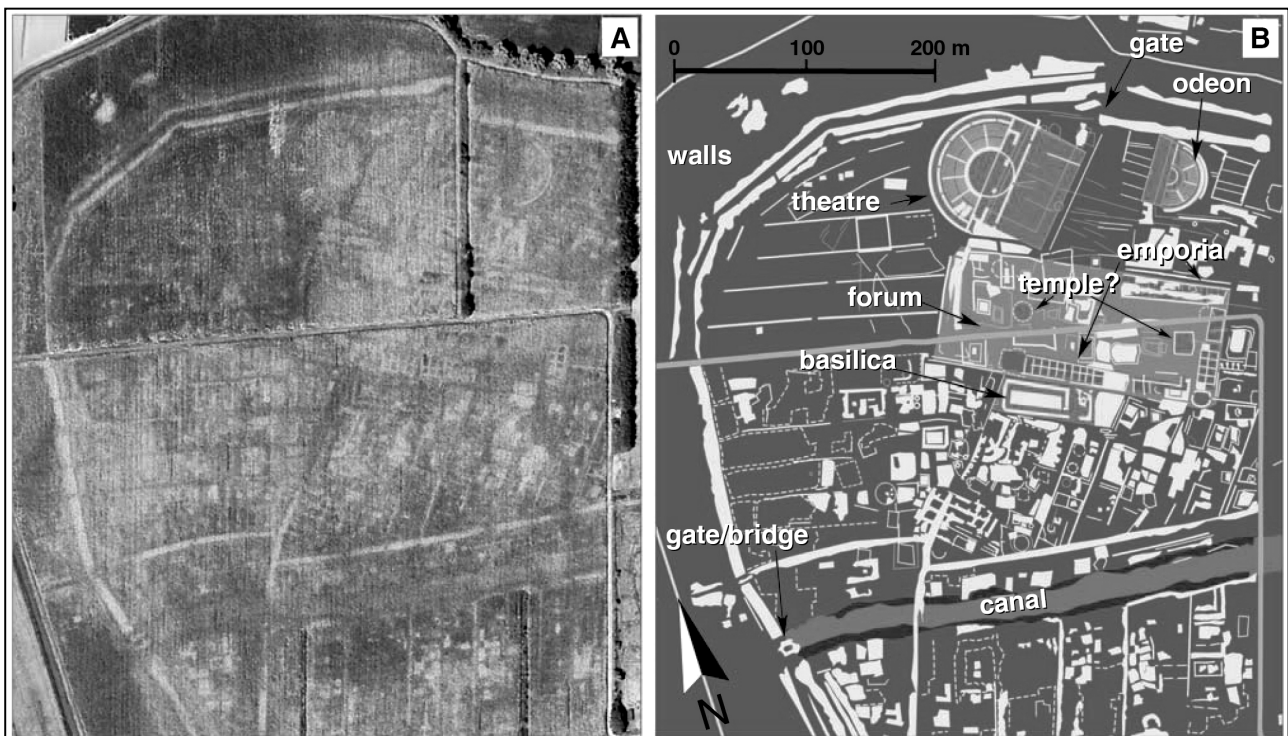 A
B
0 100 200 m
gate
odeon
walls
theatre
emporia
temple?
forum
basilica
gate/bridge
canal
N